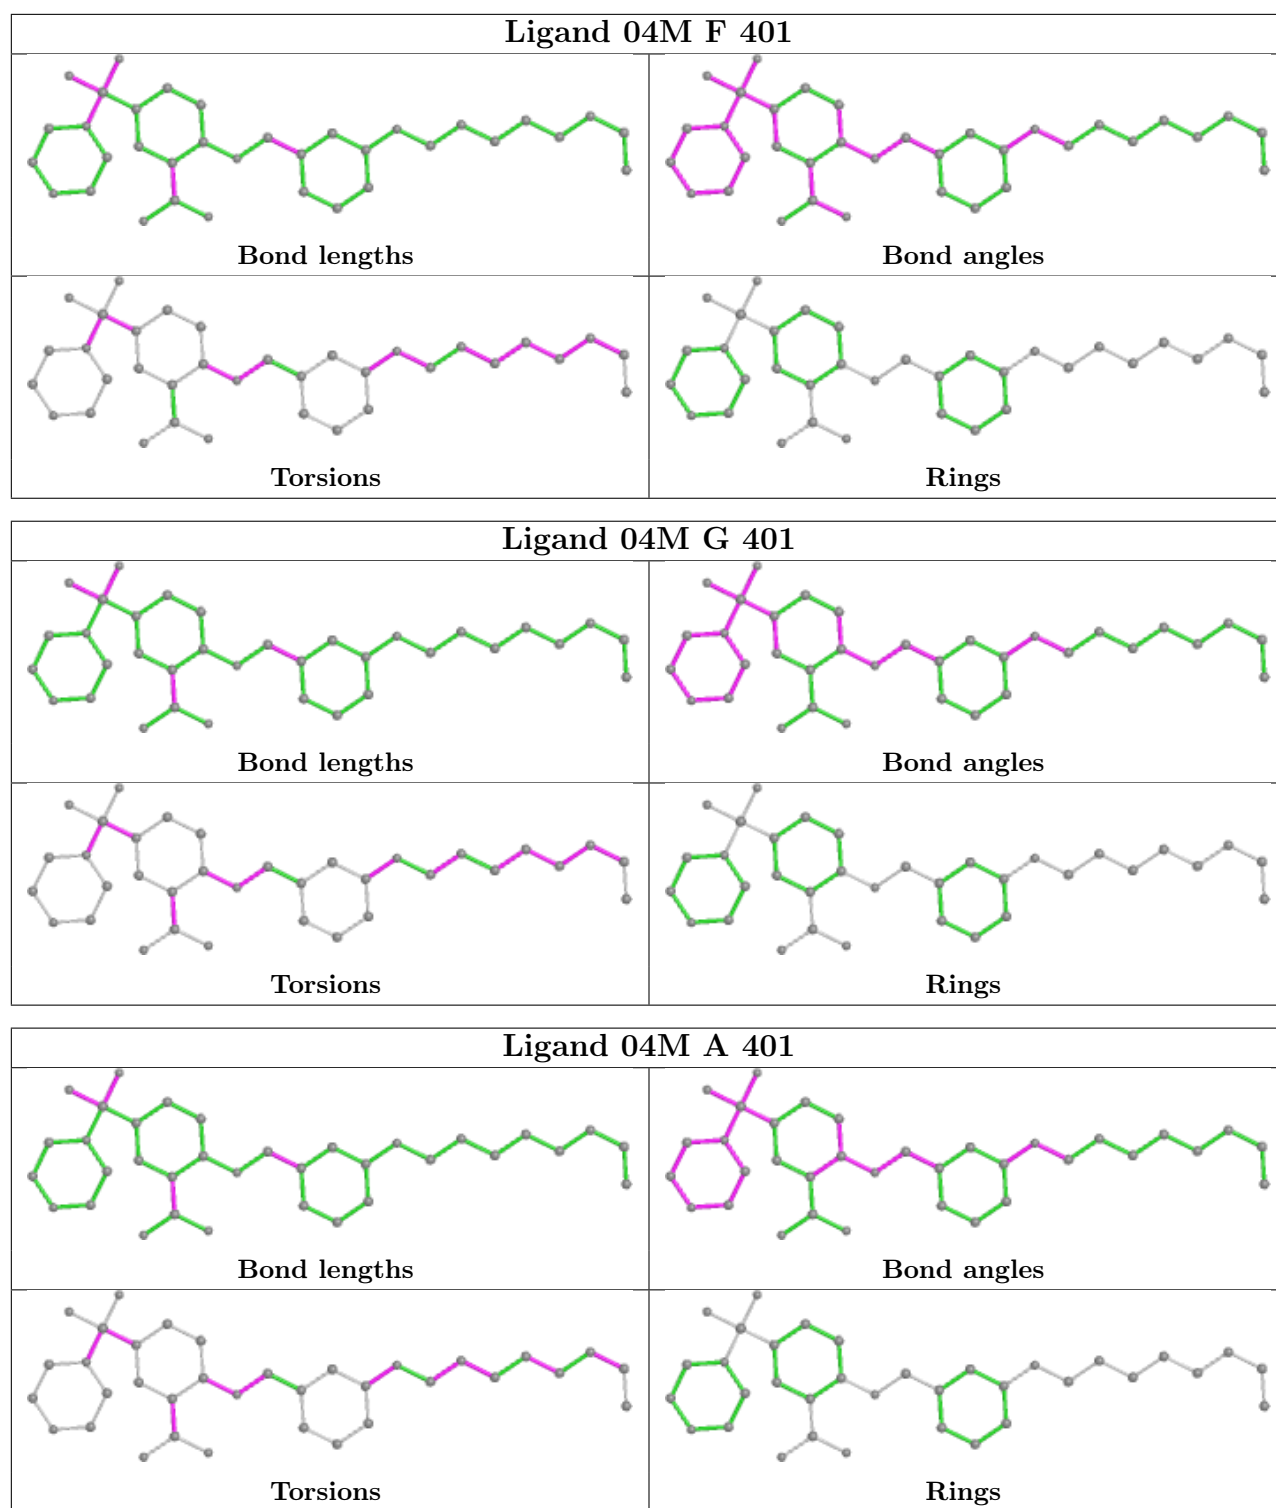 Ligand 04M F 401
Bond lengths
Bond angles
Torsions
Rings
Ligand 04M G 401
Bond lengths
Bond angles
Torsions
Rings
Ligand 04M A 401
Bond lengths
Bond angles
Torsions
Rings